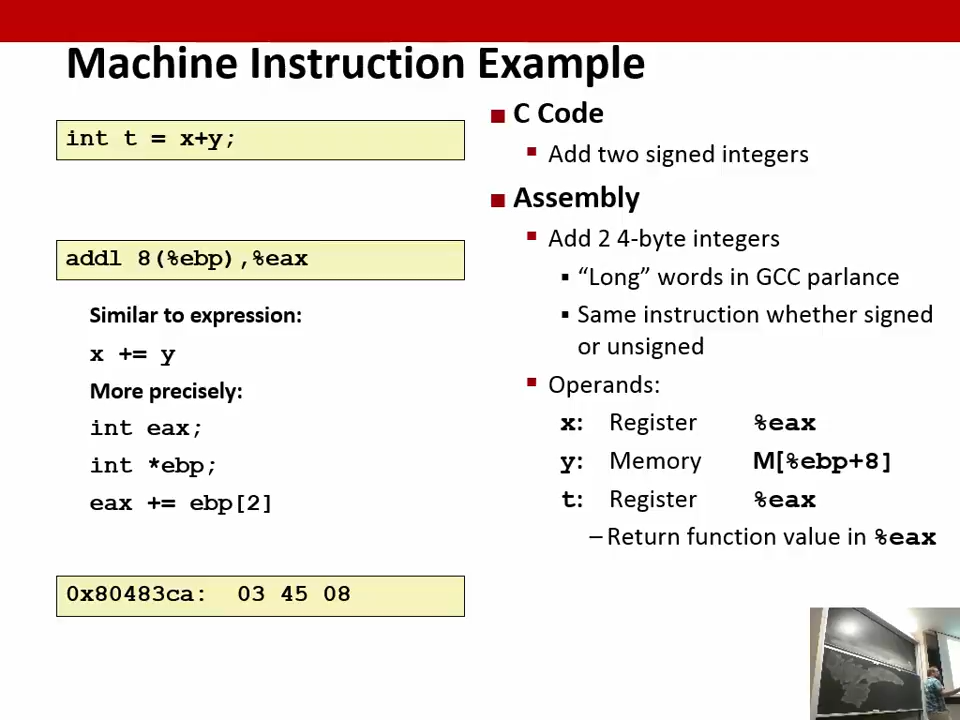 Machine Instruction Example
int t = x+y;
addl 8(%ebp),%eax
Similar to expression:
x += y
More precisely:
int eax;
int *ebp;
eax += ebp[2]
0x80483ca:  03 45 08
C Code
Add two signed integers
Assembly
Add 2 4-byte integers
“Long” words in GCC parlance
Same instruction whether signed
or unsigned
Operands:
x: Register %eax
y: Memory M[%ebp+8]
t: Register %eax
–Return function value in %eax